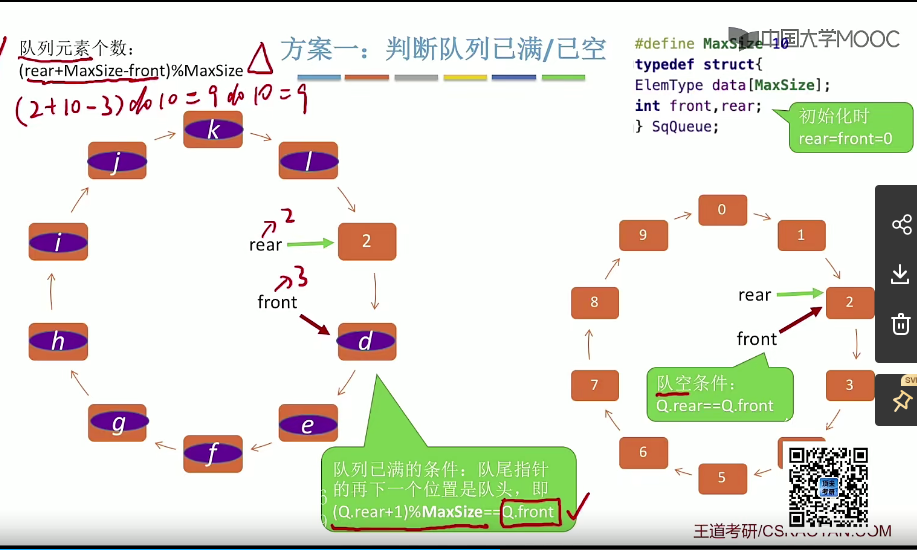 队列元素个数：
(rear+MaxSize-front)%MaxSize
(2+10-3)%10=9%10=9
方案一：判断队列已满/已空
中国大学MOOC
#define MaxSize 10
typedef struct{
ElemType data[MaxSize];
int front,rear;
} SqQueue;
初始化时
rear=front=0
k
j
l
i
2
rear
2
front
3
h
d
g
e
f
队列已满的条件：队尾指针
的再下一个位置是队头，即
(Q.rear+1)%MaxSize==Q.front
0
9
1
8
rear
2
front
7
3
队空条件：
Q.rear==Q.front
6
5
SV
王道考研/CSKAOYAN.COM